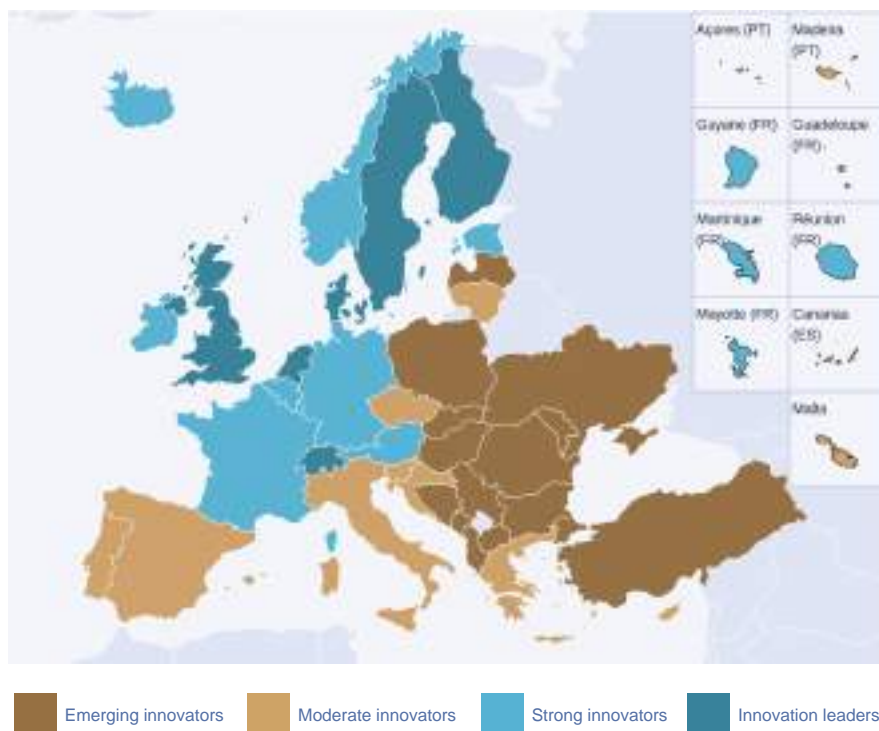 Açores (PT)
Madeira
(PT)
Guyane (FR)
Guadeloupe
(FR)
Martinique
(FR)
Réunion
(FR)
Mayotte (FR)
Canarias
(ES)
Malta
Emerging innovators
Moderate innovators
Strong innovators
Innovation leaders